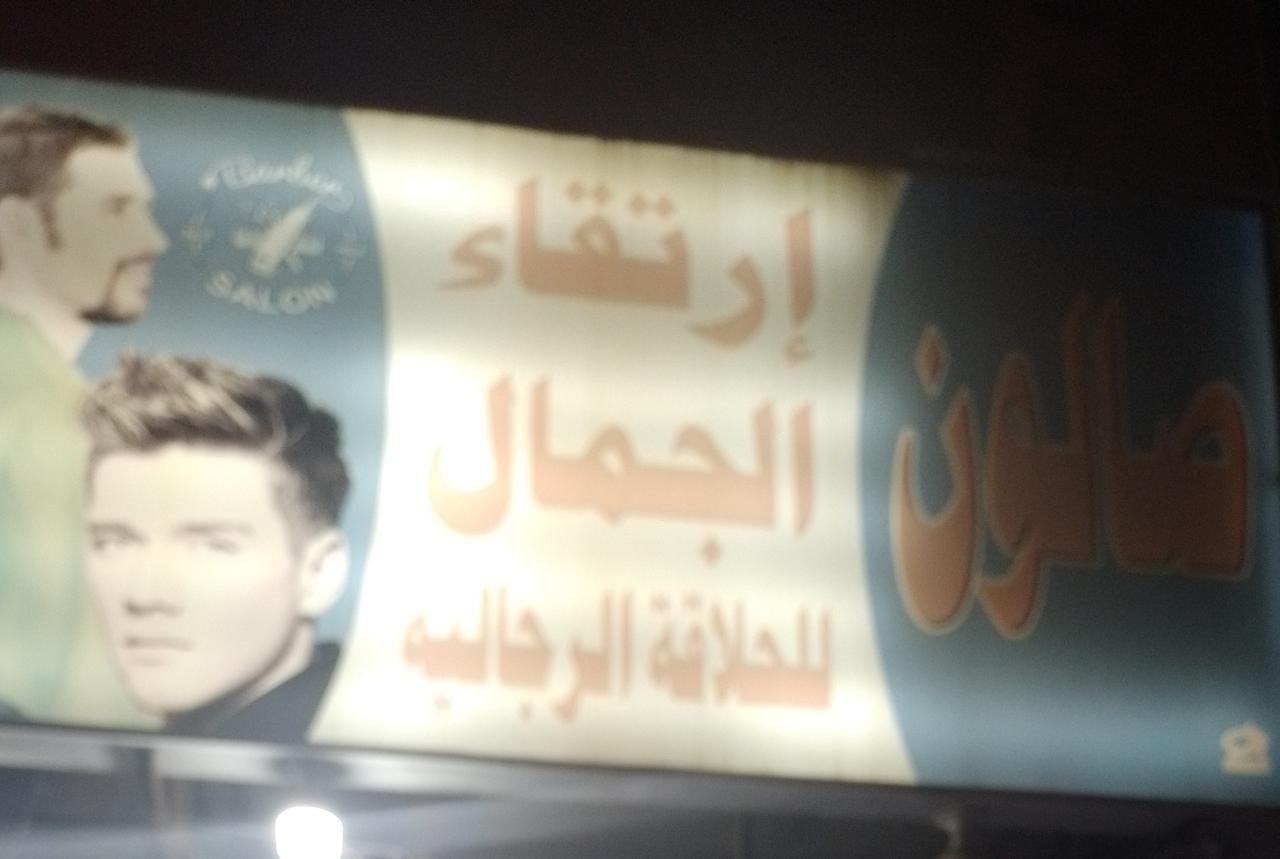 صالون
إرتقاء
الجمال
للحلاقة الرجاليه
SALON